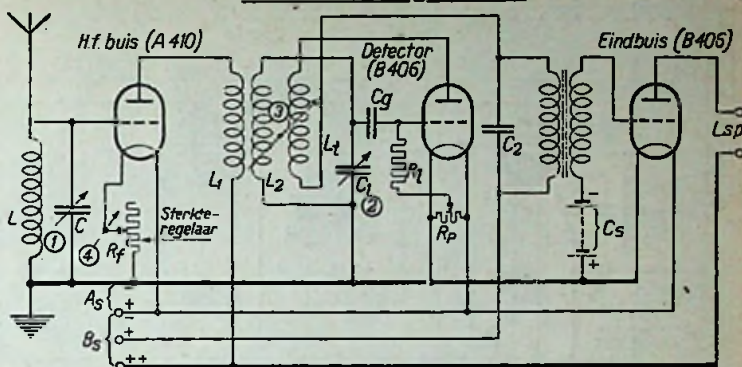 H.f. buis (A 410)
Detector
(B406)
Eindbuis (B406)
L
①
C
④
Rf
Sterkte-
regelaar
L1
③
L2
Lt
Cg
C1
②
Rl
Rp
C2
Cs
-
+
Lsp
As
+
-
Bs
+
++